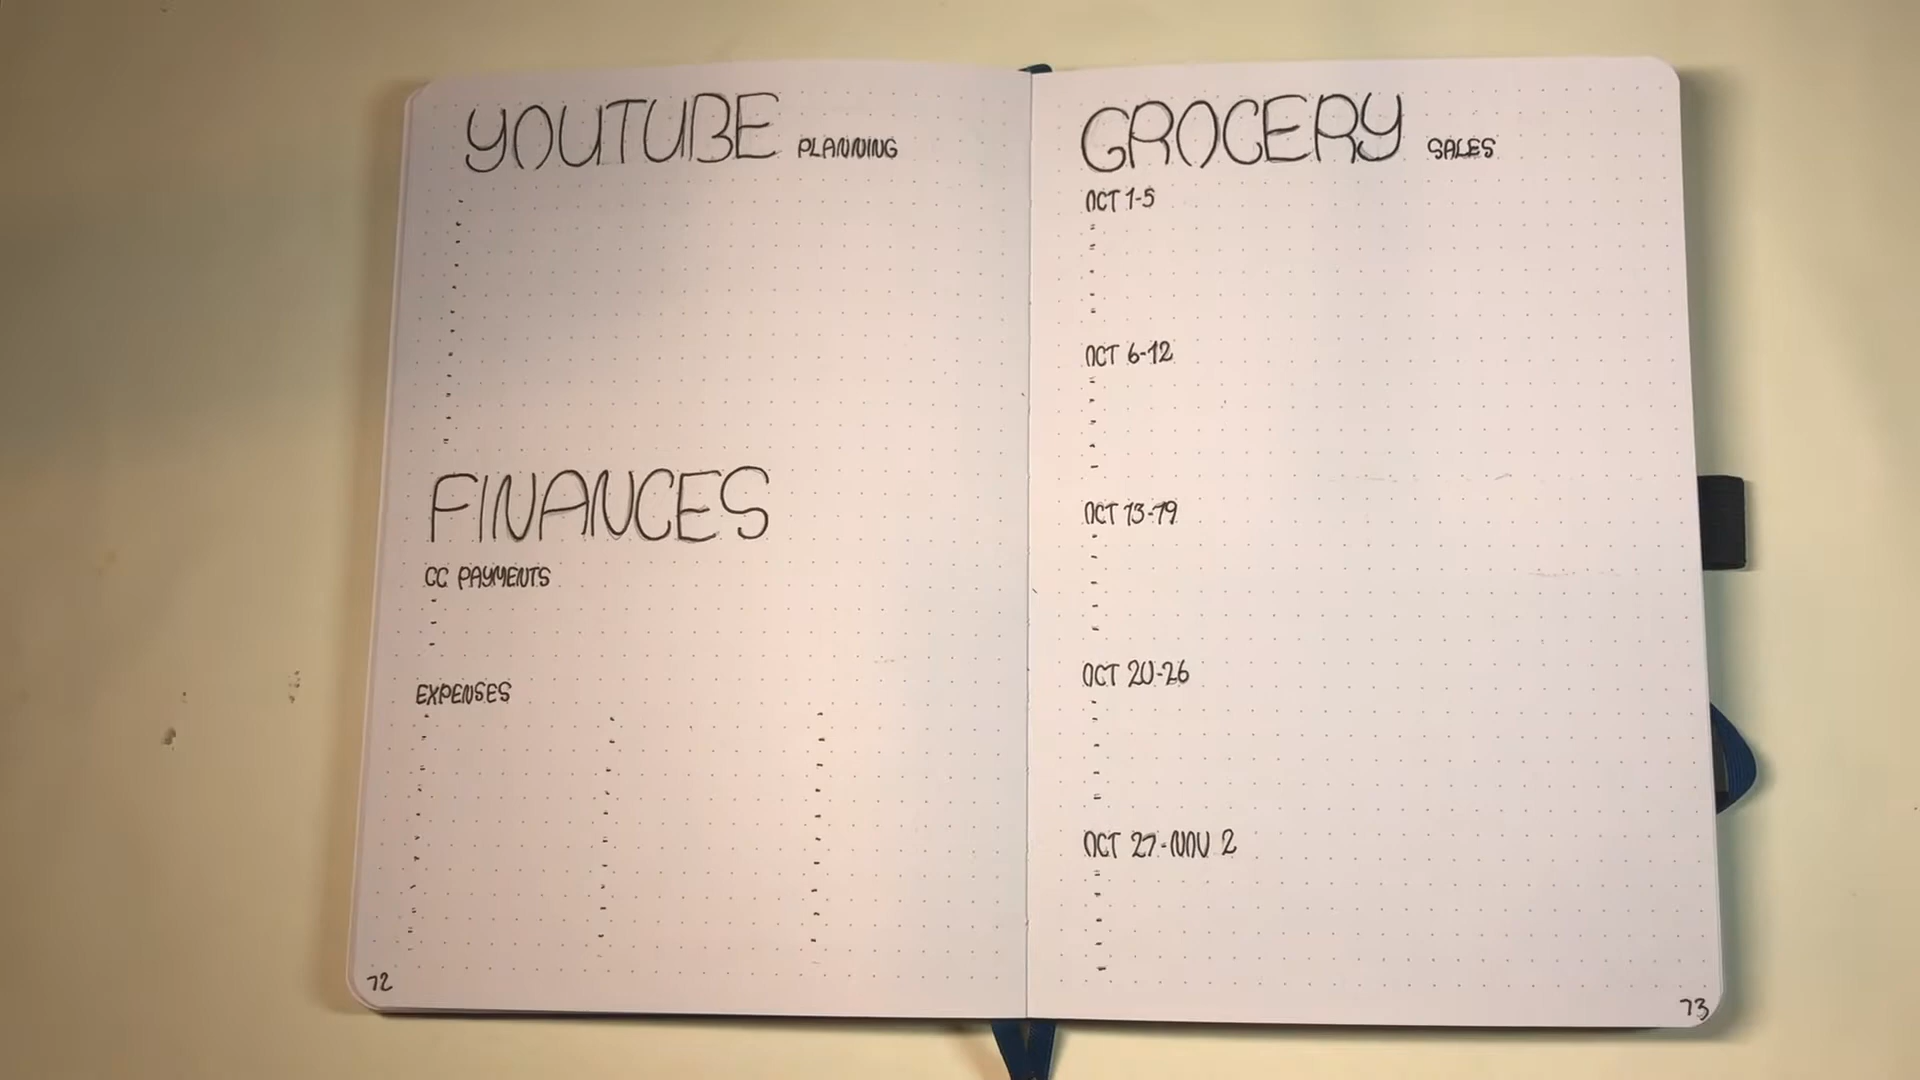 YOUTUBE PLANNING
FINANCES
CC PAYMENTS
EXPENSES
72
GROCERY SALES
OCT 1-5
OCT 6-12
OCT 13-19
OCT 20-26
OCT 27-NOV 2
73